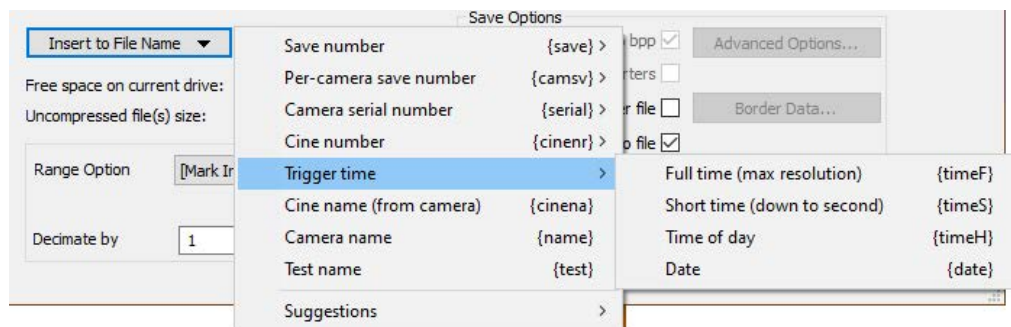 Save Options
Insert to File Name
bpp
Advanced Options...
Free space on current drive:
Uncompressed file(s) size:
file
Border Data...
file
Range Option
[Mark In
Decimate by
1
Save number {save} >
Per-camera save number {camsv} >
Camera serial number {serial} >
Cine number {cinenr} >
Trigger time >
Cine name (from camera) {cinena}
Camera name {name}
Test name {test}
Suggestions >
Full time (max resolution) {timeF}
Short time (down to second) {timeS}
Time of day {timeH}
Date {date}